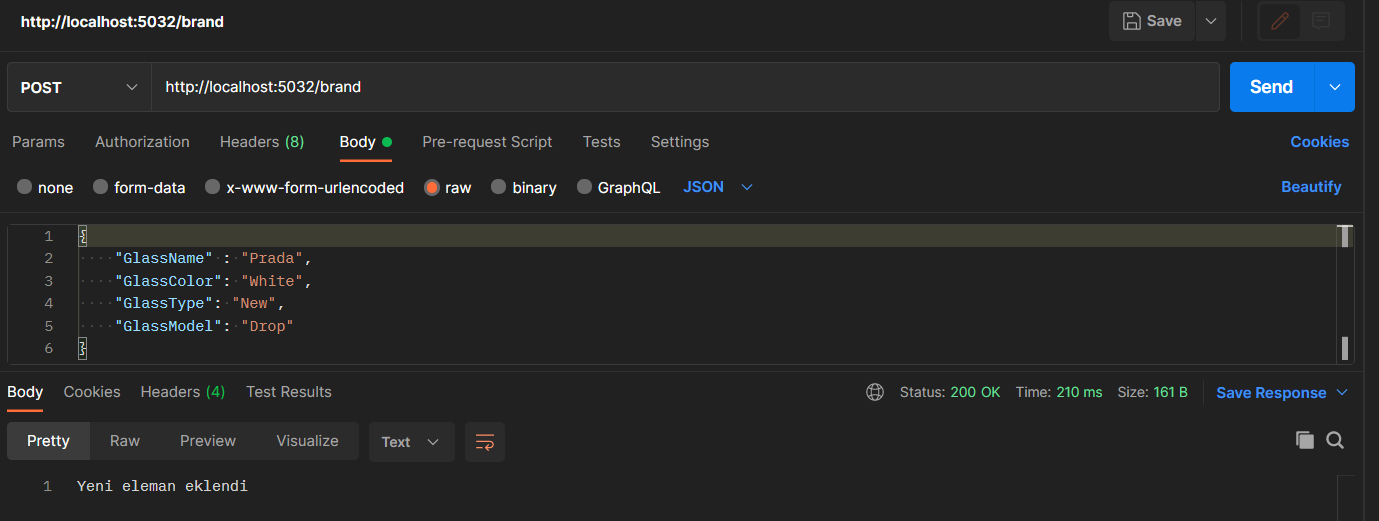 http://localhost:5032/brand Save
POST http://localhost:5032/brand Send
Params Authorization Headers (8) Body Pre-request Script Tests Settings Cookies
none form-data x-www-form-urlencoded raw binary GraphQL JSON Beautify
1 {
2 "GlassName" : "Prada",
3 "GlassColor": "White",
4 "GlassType": "New",
5 "GlassModel": "Drop"
6 }
Body Cookies Headers (4) Test Results Status: 200 OK Time: 210 ms Size: 161 B Save Response
Pretty Raw Preview Visualize Text
1 Yeni eleman eklendi